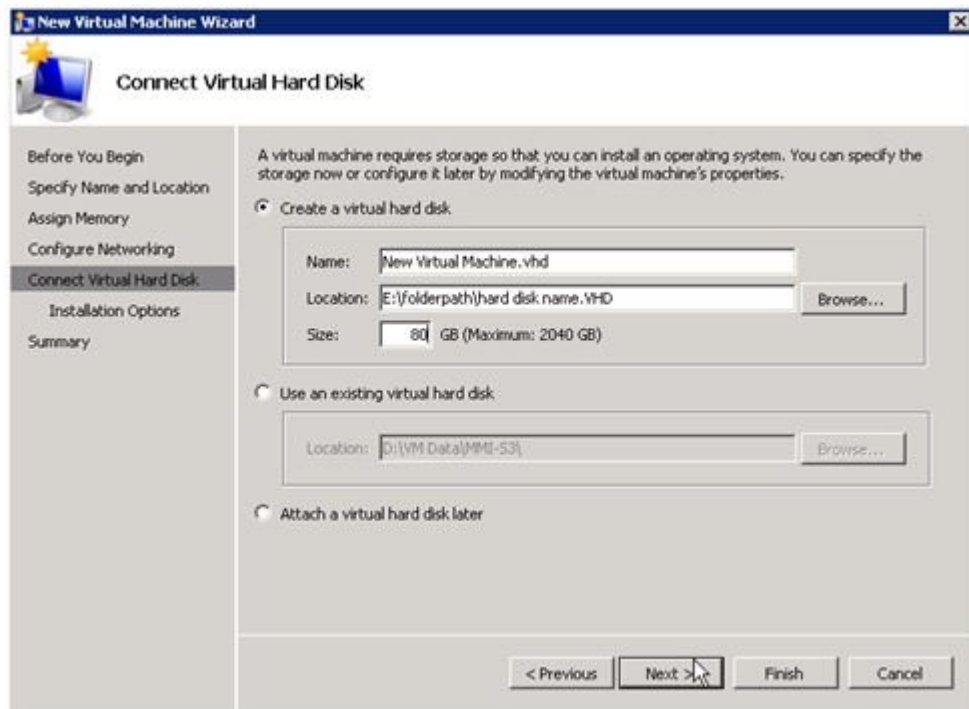 New Virtual Machine Wizard
Connect Virtual Hard Disk
Before You Begin
Specify Name and Location
Assign Memory
Configure Networking
Connect Virtual Hard Disk
Installation Options
Summary
A virtual machine requires storage so that you can install an operating system. You can specify the
storage now or configure it later by modifying the virtual machine's properties.
Create a virtual hard disk
Name: New Virtual Machine.vhd
Location: E:\folderpath\hard disk name.VHD Browse...
Size: 80 GB (Maximum: 2040 GB)
Use an existing virtual hard disk
Location: D:\VM Data\MMI-S3\ Browse...
Attach a virtual hard disk later
< Previous Next > Finish Cancel